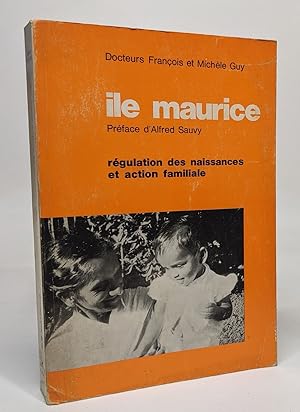 Docteurs François et Michèle Guy
ile maurice
Préface d'Alfred Sauvy
régulation des naissances
et action familiale